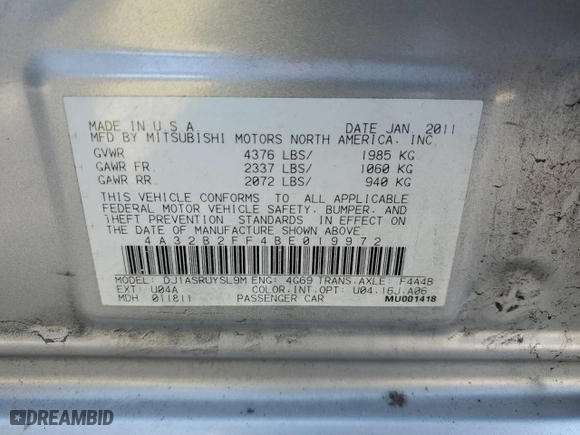 MADE IN U.S.A. DATE JAN. 2011
MFD BY MITSUBISHI MOTORS NORTH AMERICA, INC.
GVWR 4376 LBS/ 1985 KG
GAWR FR. 2337 LBS/ 1060 KG
GAWR RR. 2072 LBS/ 940 KG
THIS VEHICLE CONFORMS TO ALL APPLICABLE
FEDERAL MOTOR VEHICLE SAFETY, BUMPER, AND
THEFT PREVENTION STANDARDS IN EFFECT ON
THE DATE OF MANUFACTURE SHOWN ABOVE.
4A32B2FF4BE019972
MODEL: DJ1ASRUYSL9M ENG: 4G69 TRANS.AXLE: F4A4B
EXT: U04A COLOR.INT.OPT: U04.16J.A06
MDH 011811 PASSENGER CAR MU001418
DREAMBID